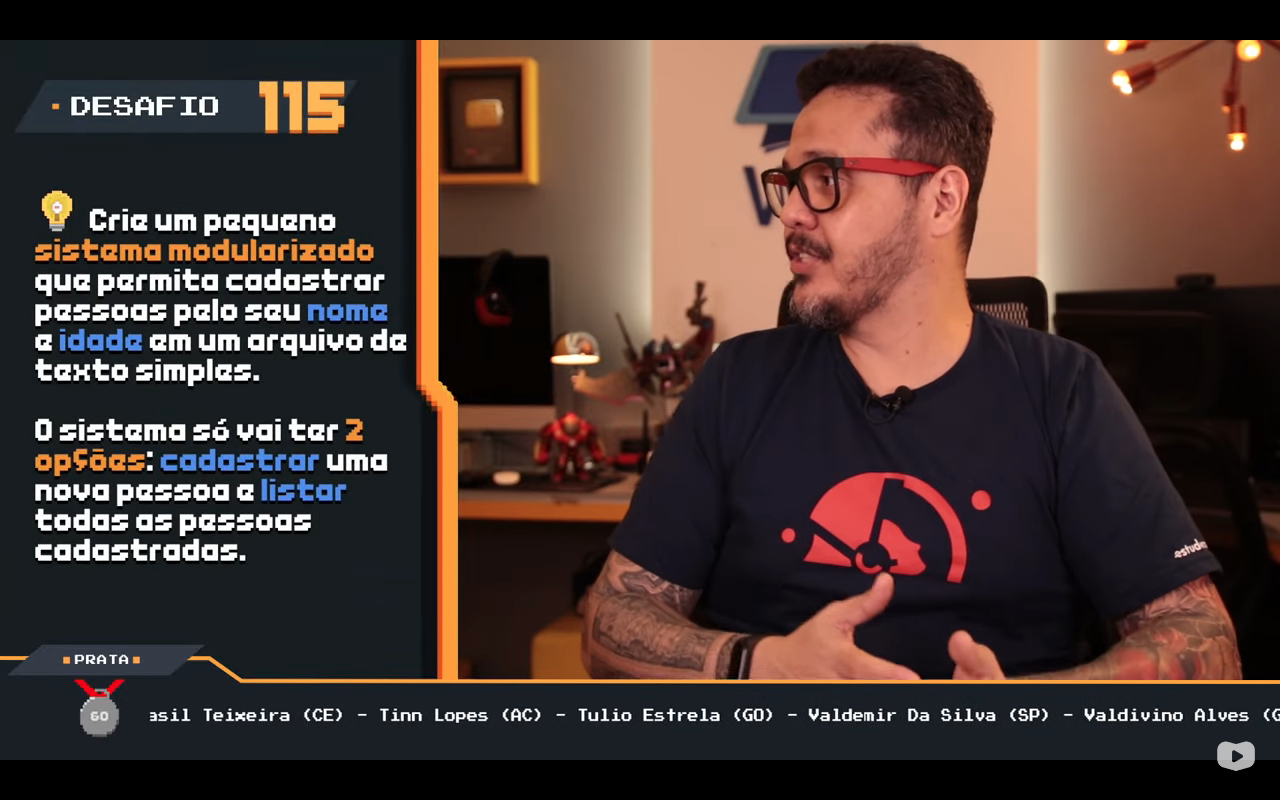 DESAFIO 115
Crie um pequeno
sistema modularizado
que permita cadastrar
pessoas pelo seu nome
e idade em um arquivo de
texto simples.
O sistema só vai ter 2
opções: cadastrar uma
nova pessoa e listar
todas as pessoas
cadastradas.
W
estud
PRATA
GO
asil Teixeira (CE) - Tinn Lopes (AC) - Tulio Estrela (GO) - Valdemir Da Silva (SP) - Valdivino Alves (G